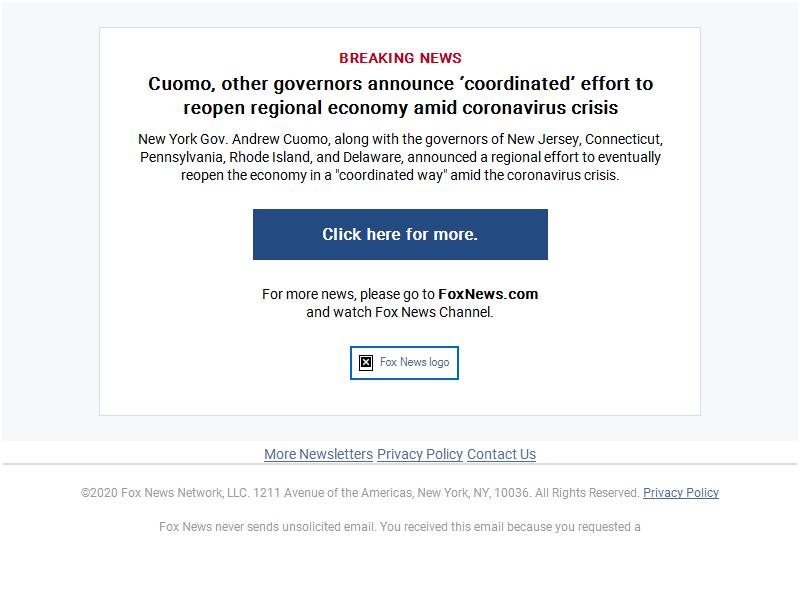 BREAKING NEWS
Cuomo, other governors announce ‘coordinated’ effort to
reopen regional economy amid coronavirus crisis
New York Gov. Andrew Cuomo, along with the governors of New Jersey, Connecticut,
Pennsylvania, Rhode Island, and Delaware, announced a regional effort to eventually
reopen the economy in a "coordinated way" amid the coronavirus crisis.
Click here for more.
For more news, please go to FoxNews.com
and watch Fox News Channel.
Fox News logo
More Newsletters Privacy Policy Contact Us
©2020 Fox News Network, LLC. 1211 Avenue of the Americas, New York, NY, 10036. All Rights Reserved. Privacy Policy
Fox News never sends unsolicited email. You received this email because you requested a